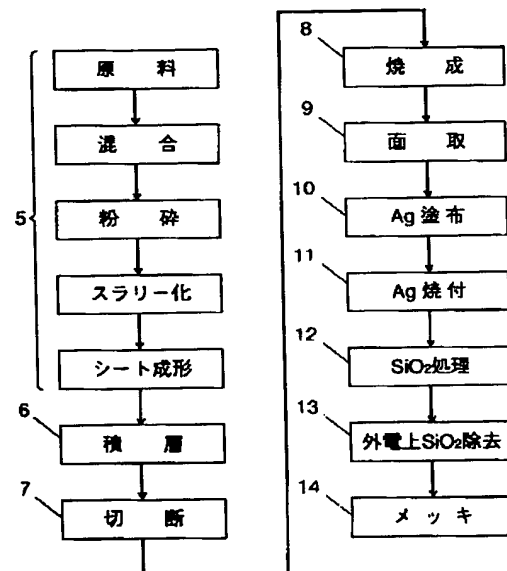 原料
混合
5
粉砕
スラリー化
シート成形
6
積層
7
切断
8
焼成
9
面取
10
Ag塗布
11
Ag焼付
12
SiO₂処理
13
外電上SiO₂除去
14
メッキ